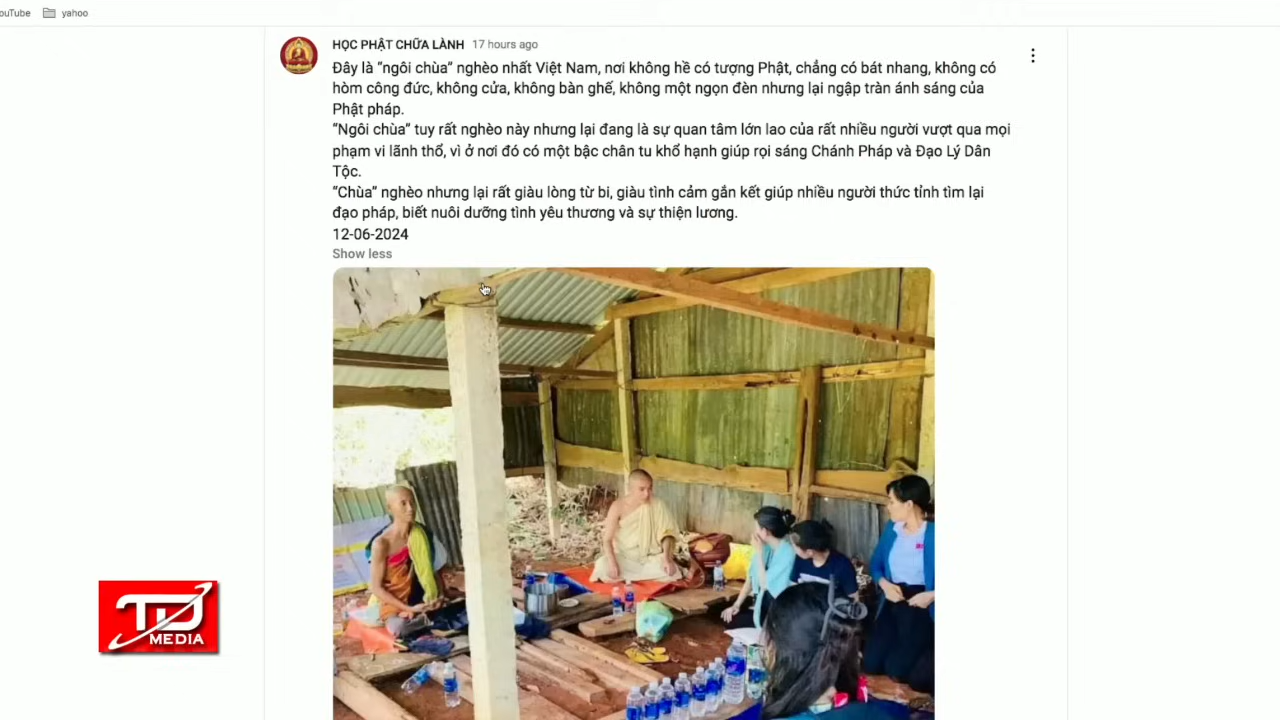 ouTube yahoo
HỌC PHẬT CHỮA LÀNH 17 hours ago
Đây là "ngôi chùa" nghèo nhất Việt Nam, nơi không hề có tượng Phật, chẳng có bát nhang, không có
hòm công đức, không cửa, không bàn ghế, không một ngọn đèn nhưng lại ngập tràn ánh sáng của
Phật pháp.
"Ngôi chùa" tuy rất nghèo này nhưng lại đang là sự quan tâm lớn lao của rất nhiều người vượt qua mọi
phạm vi lãnh thổ, vì ở nơi đó có một bậc chân tu khổ hạnh giúp rọi sáng Chánh Pháp và Đạo Lý Dân
Tộc.
"Chùa" nghèo nhưng lại rất giàu lòng từ bi, giàu tình cảm gắn kết giúp nhiều người thức tỉnh tìm lại
đạo pháp, biết nuôi dưỡng tình yêu thương và sự thiện lương.
12-06-2024
Show less
TD
MEDIA